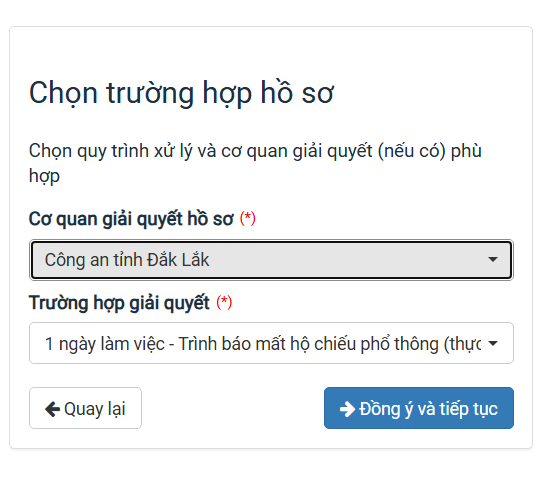 Chọn trường hợp hồ sơ
Chọn quy trình xử lý và cơ quan giải quyết (nếu có) phù
hợp
Cơ quan giải quyết hồ sơ (*)
Công an tỉnh Đắk Lắk
Trường hợp giải quyết (*)
1 ngày làm việc - Trình báo mất hộ chiếu phổ thông (thực
Quay lại
Đồng ý và tiếp tục